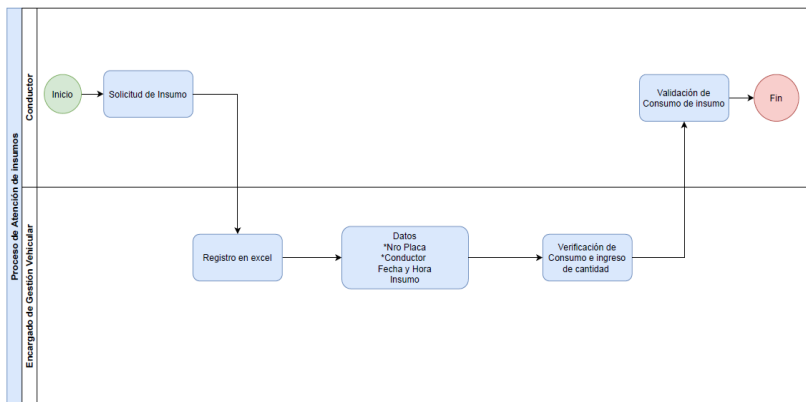 Proceso de Atención de insumos
Conductor
Inicio
Solicitud de Insumo
Validación de
Consumo de insumo
Fin
Encargado de Gestión Vehicular
Registro en excel
Datos
*Nro Placa
*Conductor
Fecha y Hora
Insumo
Verificación de
Consumo e ingreso
de cantidad